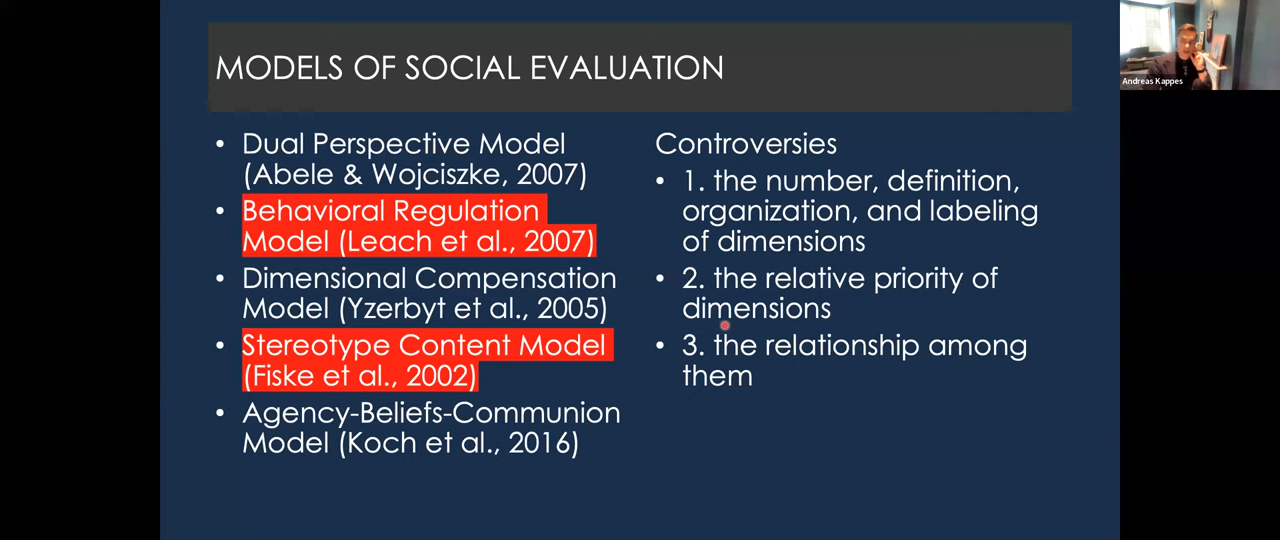 MODELS OF SOCIAL EVALUATION
• Dual Perspective Model
(Abele & Wojciszke, 2007)
• Behavioral Regulation
Model (Leach et al., 2007)
• Dimensional Compensation
Model (Yzerbyt et al., 2005)
• Stereotype Content Model
(Fiske et al., 2002)
• Agency-Beliefs-Communion
Model (Koch et al., 2016)
Controversies
• 1. the number, definition,
organization, and labeling
of dimensions
• 2. the relative priority of
dimensions
• 3. the relationship among
them
Andreas Kappes